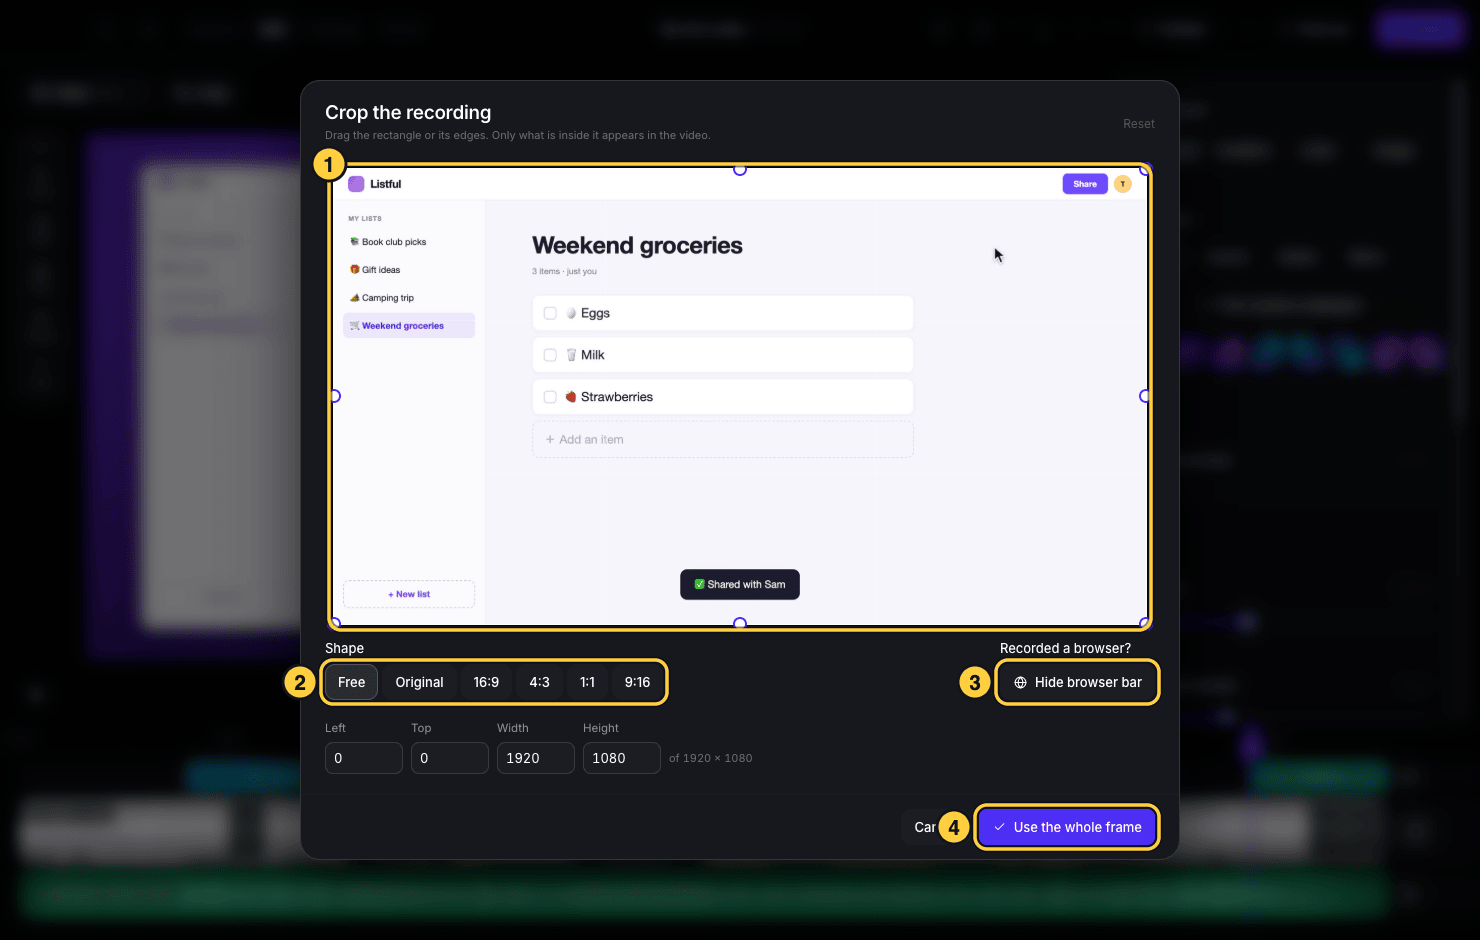 Crop the recording
Drag the rectangle or its edges. Only what is inside it appears in the video.
Reset
1
Listful
Share
T
MY LISTS
Book club picks
Gift ideas
Camping trip
Weekend groceries
+ New list
Weekend groceries
3 items · just you
Eggs
Milk
Strawberries
+ Add an item
Shared with Sam
Shape
Recorded a browser?
2
Free
Original
16:9
4:3
1:1
9:16
3
Hide browser bar
Left
Top
Width
Height
0
0
1920
1080
of 1920 × 1080
Can
4
Use the whole frame